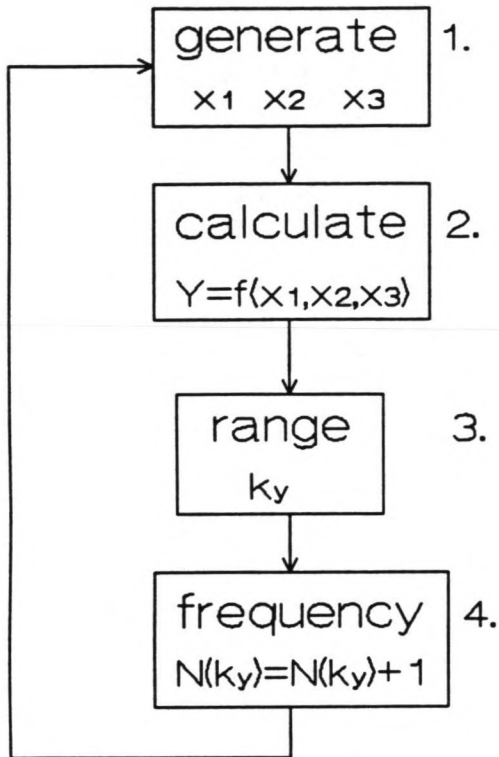 generate 1.
x1 x2 x3
calculate 2.
Y=f(x1,x2,x3)
range 3.
ky
frequency 4.
N(ky)=N(ky)+1